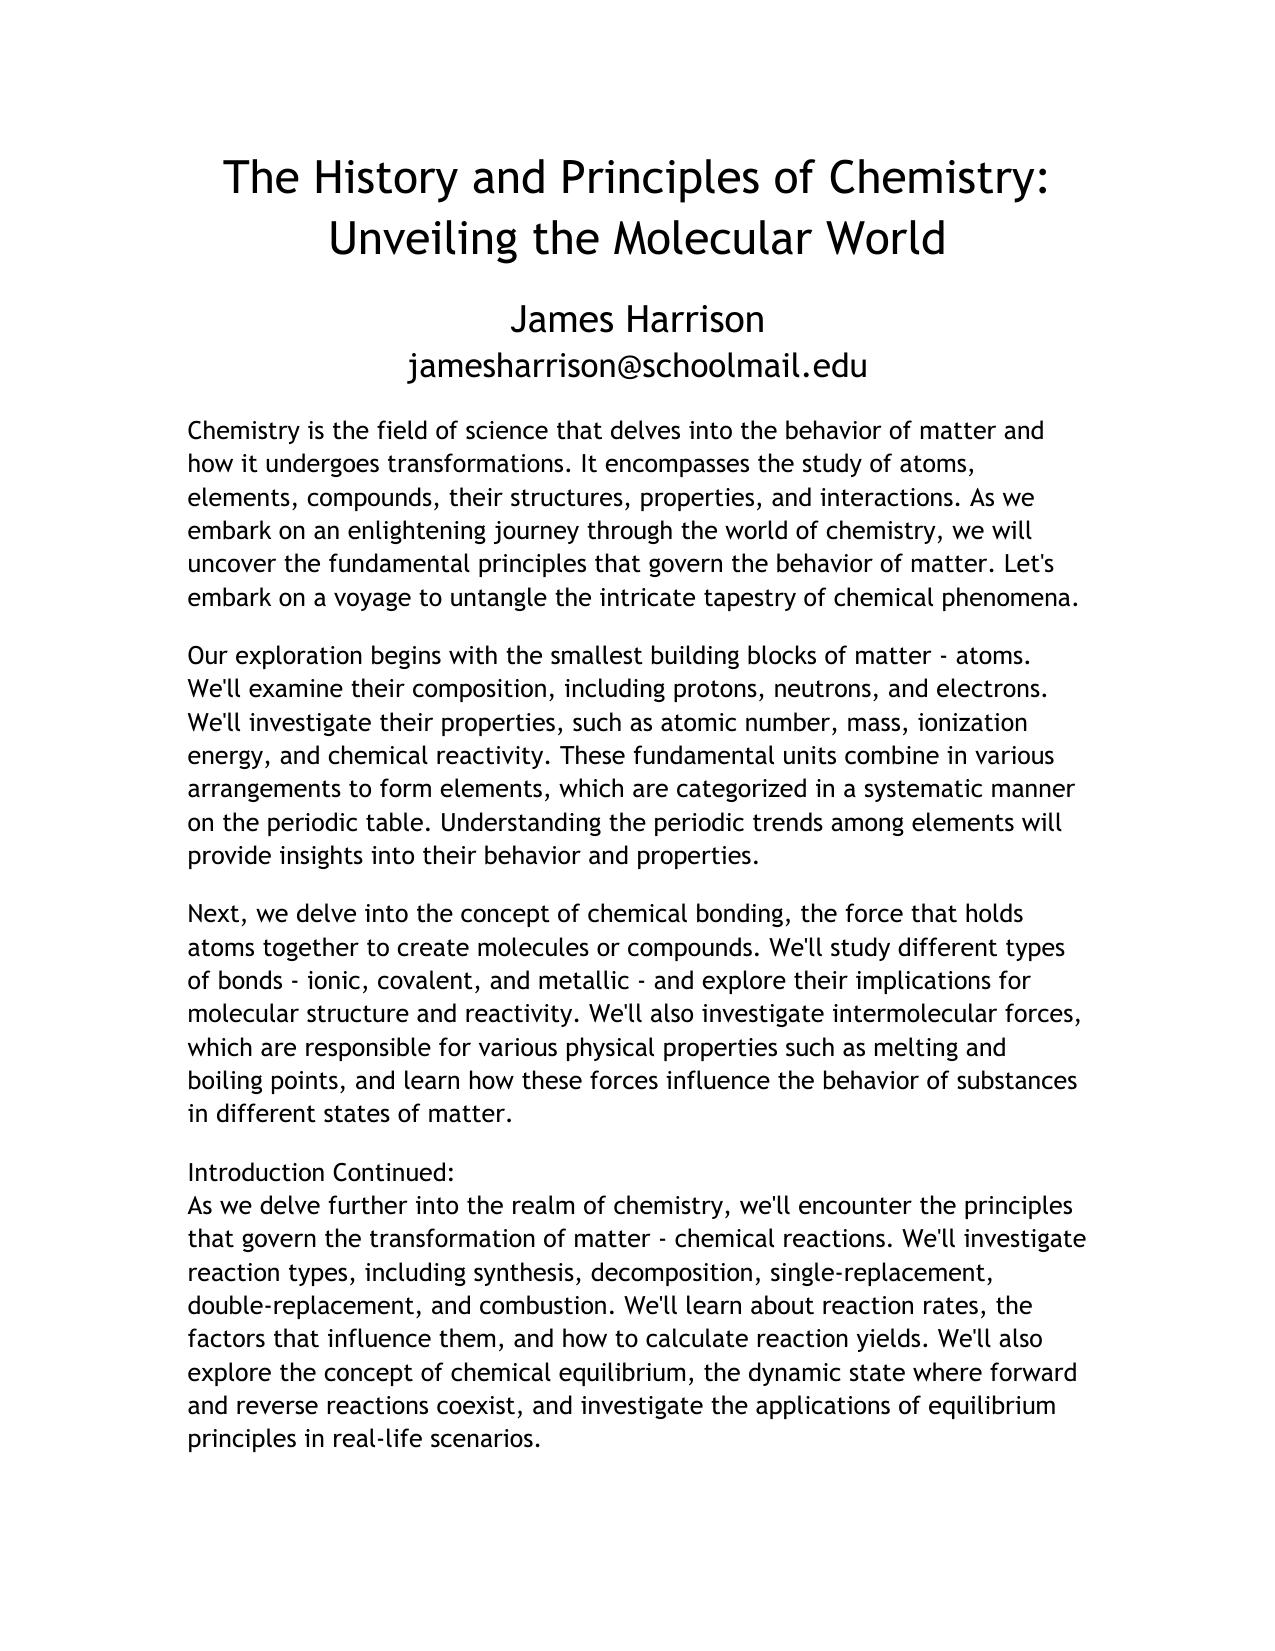 The History and Principles of Chemistry:
Unveiling the Molecular World
James Harrison
jamesharrison@schoolmail.edu
Chemistry is the field of science that delves into the behavior of matter and
how it undergoes transformations. It encompasses the study of atoms,
elements, compounds, their structures, properties, and interactions. As we
embark on an enlightening journey through the world of chemistry, we will
uncover the fundamental principles that govern the behavior of matter. Let's
embark on a voyage to untangle the intricate tapestry of chemical phenomena.
Our exploration begins with the smallest building blocks of matter - atoms.
We'll examine their composition, including protons, neutrons, and electrons.
We'll investigate their properties, such as atomic number, mass, ionization
energy, and chemical reactivity. These fundamental units combine in various
arrangements to form elements, which are categorized in a systematic manner
on the periodic table. Understanding the periodic trends among elements will
provide insights into their behavior and properties.
Next, we delve into the concept of chemical bonding, the force that holds
atoms together to create molecules or compounds. We'll study different types
of bonds - ionic, covalent, and metallic - and explore their implications for
molecular structure and reactivity. We'll also investigate intermolecular forces,
which are responsible for various physical properties such as melting and
boiling points, and learn how these forces influence the behavior of substances
in different states of matter.
Introduction Continued:
As we delve further into the realm of chemistry, we'll encounter the principles
that govern the transformation of matter - chemical reactions. We'll investigate
reaction types, including synthesis, decomposition, single-replacement,
double-replacement, and combustion. We'll learn about reaction rates, the
factors that influence them, and how to calculate reaction yields. We'll also
explore the concept of chemical equilibrium, the dynamic state where forward
and reverse reactions coexist, and investigate the applications of equilibrium
principles in real-life scenarios.